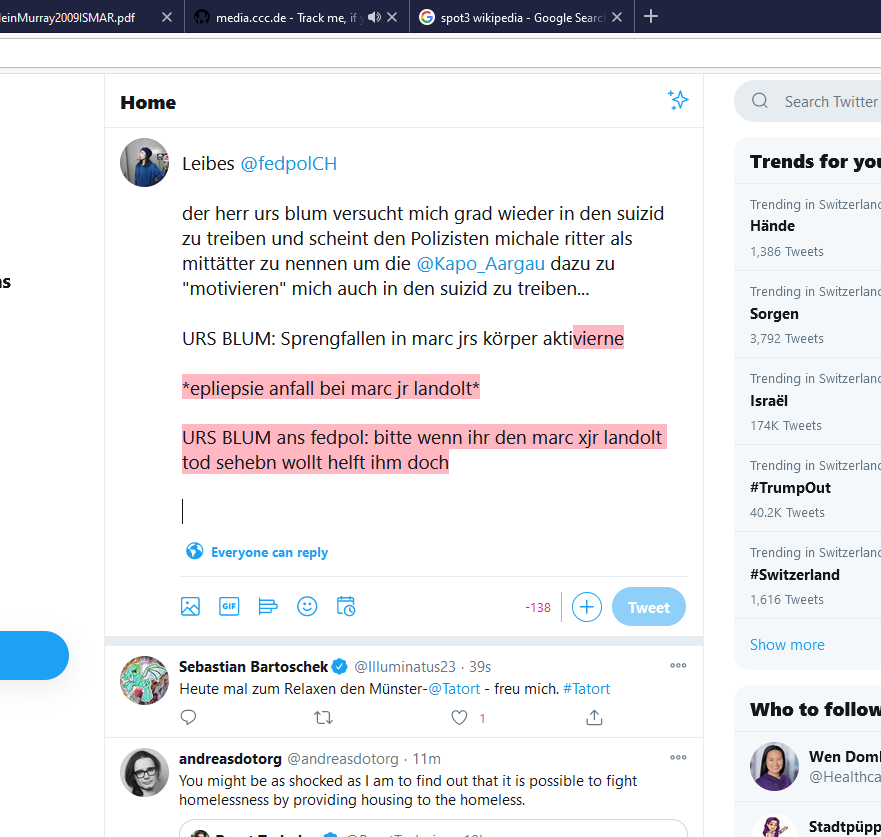 leinMurray2009ISMAR.pdf
media.ccc.de - Track me, if
spot3 wikipedia - Google Searc
Home
Search Twitter
Leibes @fedpolCH
der herr urs blum versucht mich grad wieder in den suizid
zu treiben und scheint den Polizisten michale ritter als
mittätter zu nennen um die @Kapo_Aargau dazu zu
"motivieren" mich auch in den suizid zu treiben...
URS BLUM: Sprengfallen in marc jrs körper aktivierne
*epliepsie anfall bei marc jr landolt*
URS BLUM ans fedpol: bitte wenn ihr den marc xjr landolt
tod sehebn wollt helft ihm doch
Everyone can reply
GIF
-138
Tweet
Sebastian Bartoschek @Illuminatus23 · 39s
Heute mal zum Relaxen den Münster-@Tatort - freu mich. #Tatort
1
andreasdotorg @andreasdotorg · 11m
You might be as shocked as I am to find out that it is possible to fight
homelessness by providing housing to the homeless.
Trends for you
Trending in Switzerland
Hände
1,386 Tweets
Trending in Switzerland
Sorgen
3,792 Tweets
Trending in Switzerland
Israël
174K Tweets
Trending in Switzerland
#TrumpOut
40.2K Tweets
Trending in Switzerland
#Switzerland
1,616 Tweets
Show more
Who to follow
Wen Doml
@Healthca
Stadtpüpp